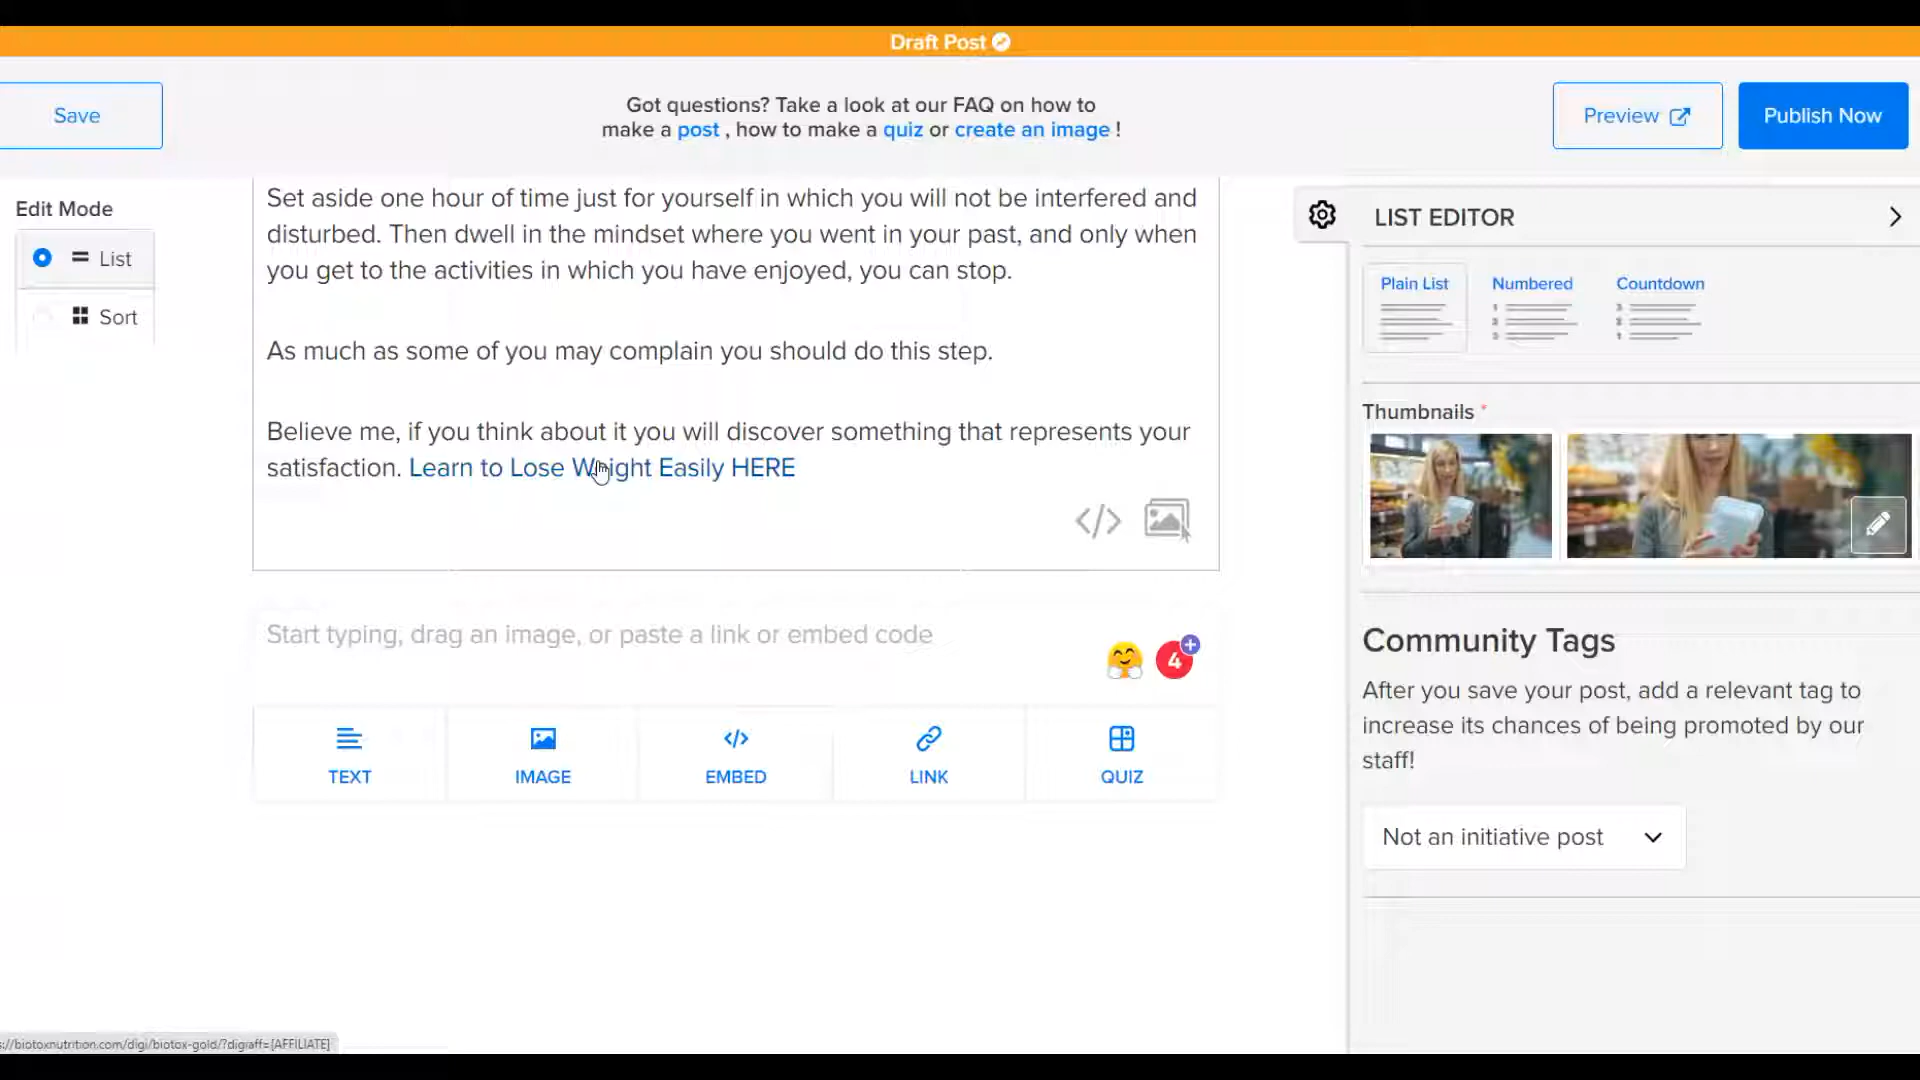 Draft Post
Save
Got questions? Take a look at our FAQ on how to
make a post , how to make a quiz or create an image !
Preview
Publish Now
Edit Mode
List
Sort
Set aside one hour of time just for yourself in which you will not be interfered and
disturbed. Then dwell in the mindset where you went in your past, and only when
you get to the activities in which you have enjoyed, you can stop.
As much as some of you may complain you should do this step.
Believe me, if you think about it you will discover something that represents your
satisfaction. Learn to Lose Weight Easily HERE
</>
Start typing, drag an image, or paste a link or embed code
4
+
TEXT
IMAGE
</>
EMBED
LINK
QUIZ
LIST EDITOR
Plain List
Numbered
Countdown
Thumbnails *
Community Tags
After you save your post, add a relevant tag to
increase its chances of being promoted by our
staff!
Not an initiative post
s://biotoxnutrition.com/digi/biotox-gold/?digiaff=[AFFILIATE]